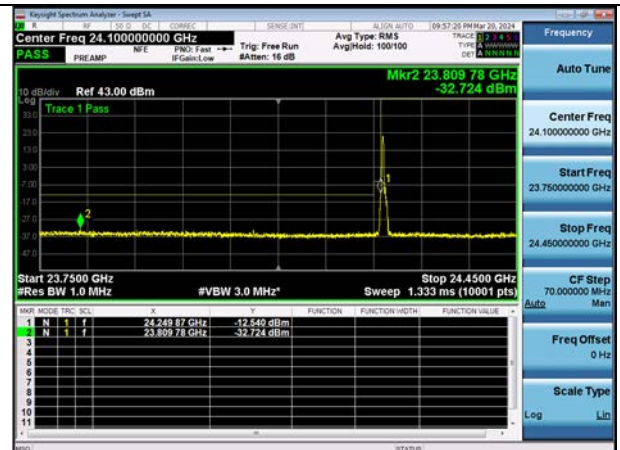 Keysight Spectrum Analyzer - Swept SA
R RF 50 Ω DC CORREC SENSE:INT ALIGN AUTO 09:57:20 PM Mar 20, 2024
Center Freq 24.100000000 GHz
NFE PNO: Fast Trig: Free Run Avg Type: RMS TRACE 1 2 3 4 5 6
PASS PREAMP IFGain:Low #Atten: 16 dB Avg|Hold: 100/100 TYPE A WWWWW
DET A N N N N N
Mkr2 23.809 78 GHz
-32.724 dBm
10 dB/div Ref 43.00 dBm
Log
Trace 1 Pass
33.0
23.0
13.0
3.00
-7.00
-17.0
-27.0
-37.0
-47.0
1
2
Start 23.7500 GHz Stop 24.4500 GHz
#Res BW 1.0 MHz #VBW 3.0 MHz* Sweep 1.333 ms (10001 pts)
MKR MODE TRC SCL X Y FUNCTION FUNCTION WIDTH FUNCTION VALUE
1 N 1 f 24.249 87 GHz -12.540 dBm
2 N 1 f 23.809 78 GHz -32.724 dBm
3
4
5
6
7
8
9
10
11
MSG STATUS
Frequency
Auto Tune
Center Freq
24.100000000 GHz
Start Freq
23.750000000 GHz
Stop Freq
24.450000000 GHz
CF Step
70.000000 MHz
Auto Man
Freq Offset
0 Hz
Scale Type
Log Lin